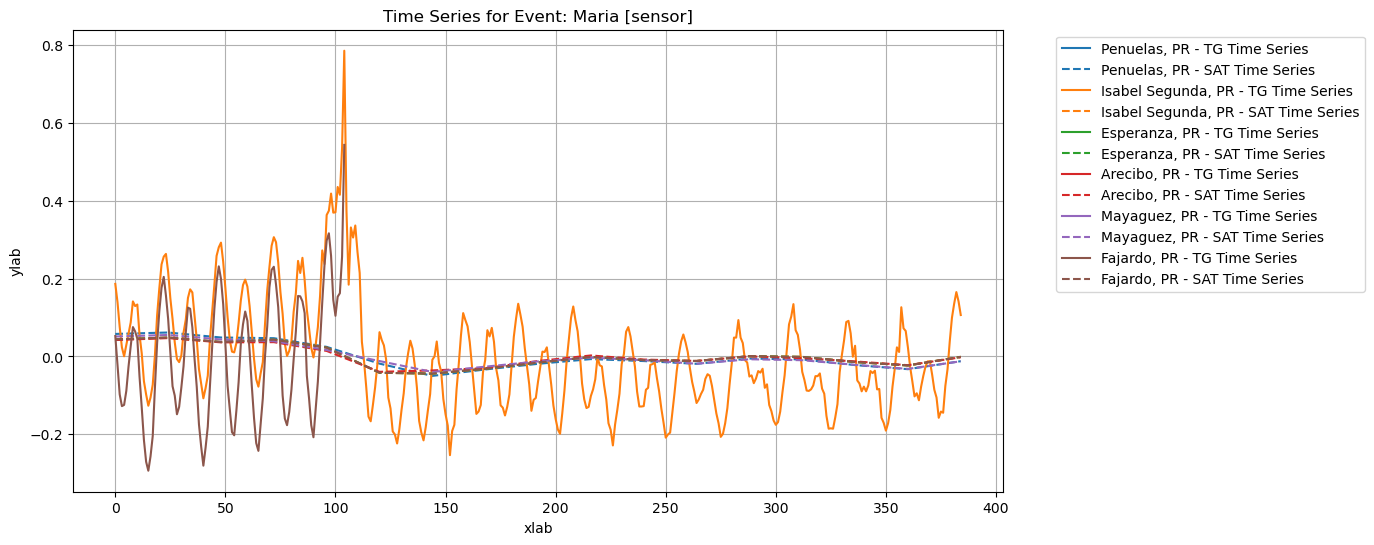 Time Series for Event: Maria [sensor]
ylab
0.8
0.6
0.4
0.2
0.0
−0.2
0
50
100
150
200
250
300
350
400
xlab
Penuelas, PR - TG Time Series
Penuelas, PR - SAT Time Series
Isabel Segunda, PR - TG Time Series
Isabel Segunda, PR - SAT Time Series
Esperanza, PR - TG Time Series
Esperanza, PR - SAT Time Series
Arecibo, PR - TG Time Series
Arecibo, PR - SAT Time Series
Mayaguez, PR - TG Time Series
Mayaguez, PR - SAT Time Series
Fajardo, PR - TG Time Series
Fajardo, PR - SAT Time Series